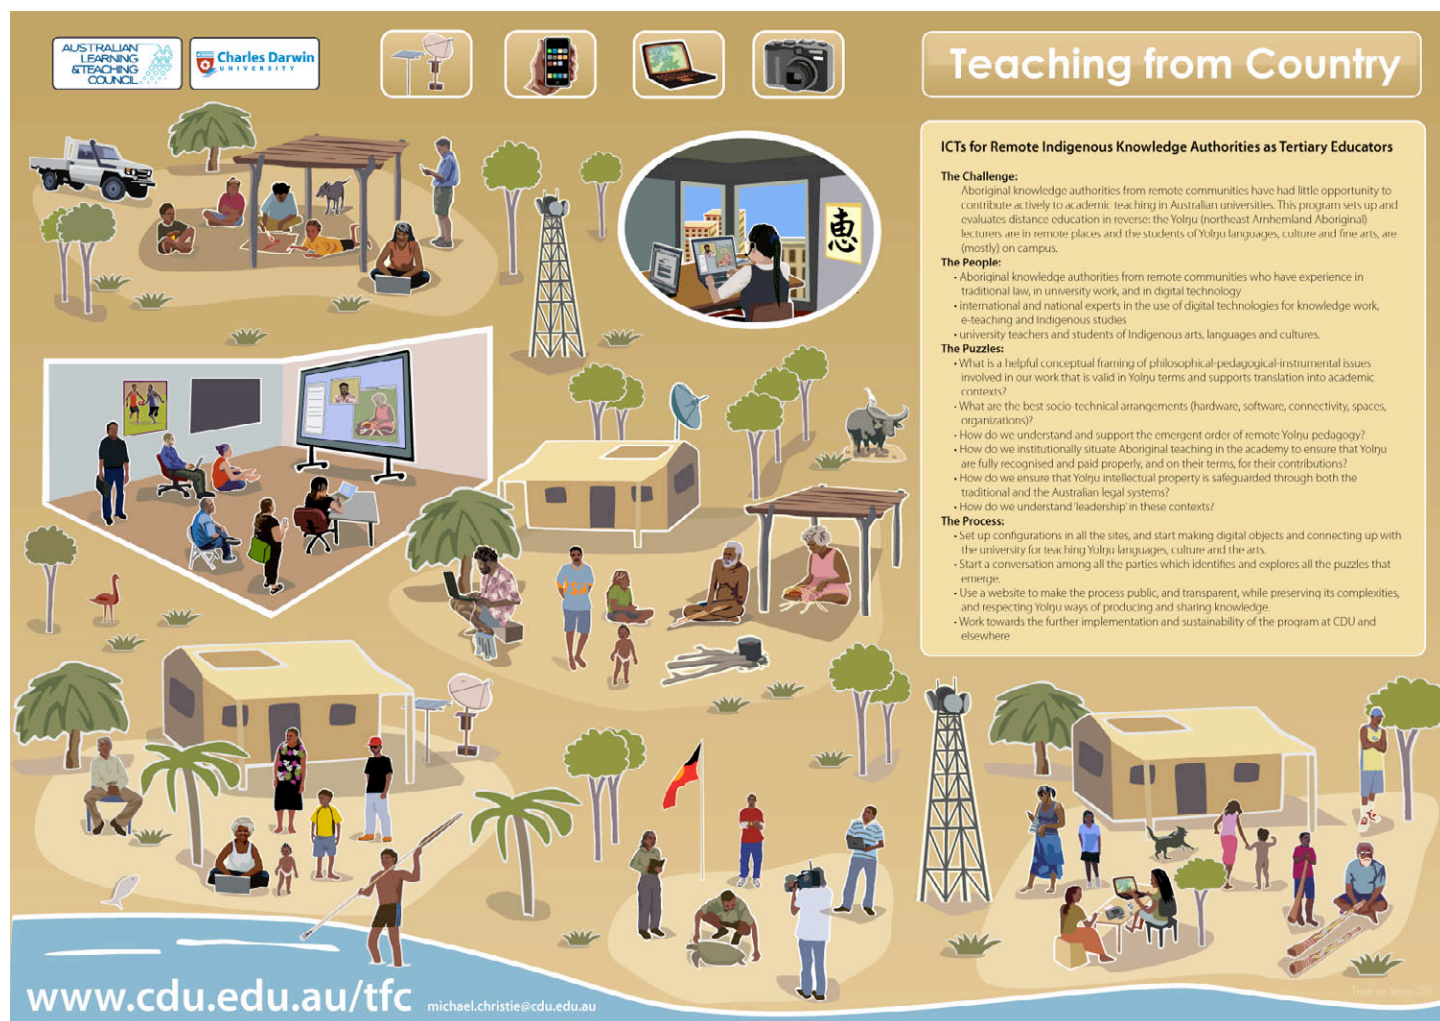 AUSTRALIAN
LEARNING
& TEACHING
COUNCIL
Charles Darwin
UNIVERSITY
Teaching from Country
ICTs for Remote Indigenous Knowledge Authorities as Tertiary Educators
The Challenge:
Aboriginal knowledge authorities from remote communities have had little opportunity to
contribute actively to academic teaching in Australian universities. This program sets up and
evaluates distance education in reverse: the Yolŋu (northeast Arnhemland Aboriginal)
lecturers are in remote places and the students of Yolŋu languages, culture and fine arts, are
(mostly) on campus.
The People:
• Aboriginal knowledge authorities from remote communities who have experience in
traditional law, in university work, and in digital technology
• international and national experts in the use of digital technologies for knowledge work,
e-teaching and Indigenous studies
• university teachers and students of Indigenous arts, languages and cultures.
The Puzzles:
• What is a helpful conceptual framing of philosophical-pedagogical-instrumental issues
involved in our work that is valid in Yolŋu terms and supports translation into academic
contexts?
• What are the best socio-technical arrangements (hardware, software, connectivity, spaces,
organizations)?
• How do we understand and support the emergent order of remote Yolŋu pedagogy?
• How do we institutionally situate Aboriginal teaching in the academy to ensure that Yolŋu
are fully recognised and paid properly, and on their terms, for their contributions?
• How do we ensure that Yolŋu intellectual property is safeguarded through both the
traditional and the Australian legal systems?
• How do we understand 'leadership' in these contexts?
The Process:
• Set up configurations in all the sites, and start making digital objects and connecting up with
the university for teaching Yolŋu languages, culture and the arts.
• Start a conversation among all the parties which identifies and explores all the puzzles that
emerge.
• Use a website to make the process public, and transparent, while preserving its complexities,
and respecting Yolŋu ways of producing and sharing knowledge.
• Work towards the further implementation and sustainability of the program at CDU and
elsewhere
恵
www.cdu.edu.au/tfc
michael.christie@cdu.edu.au